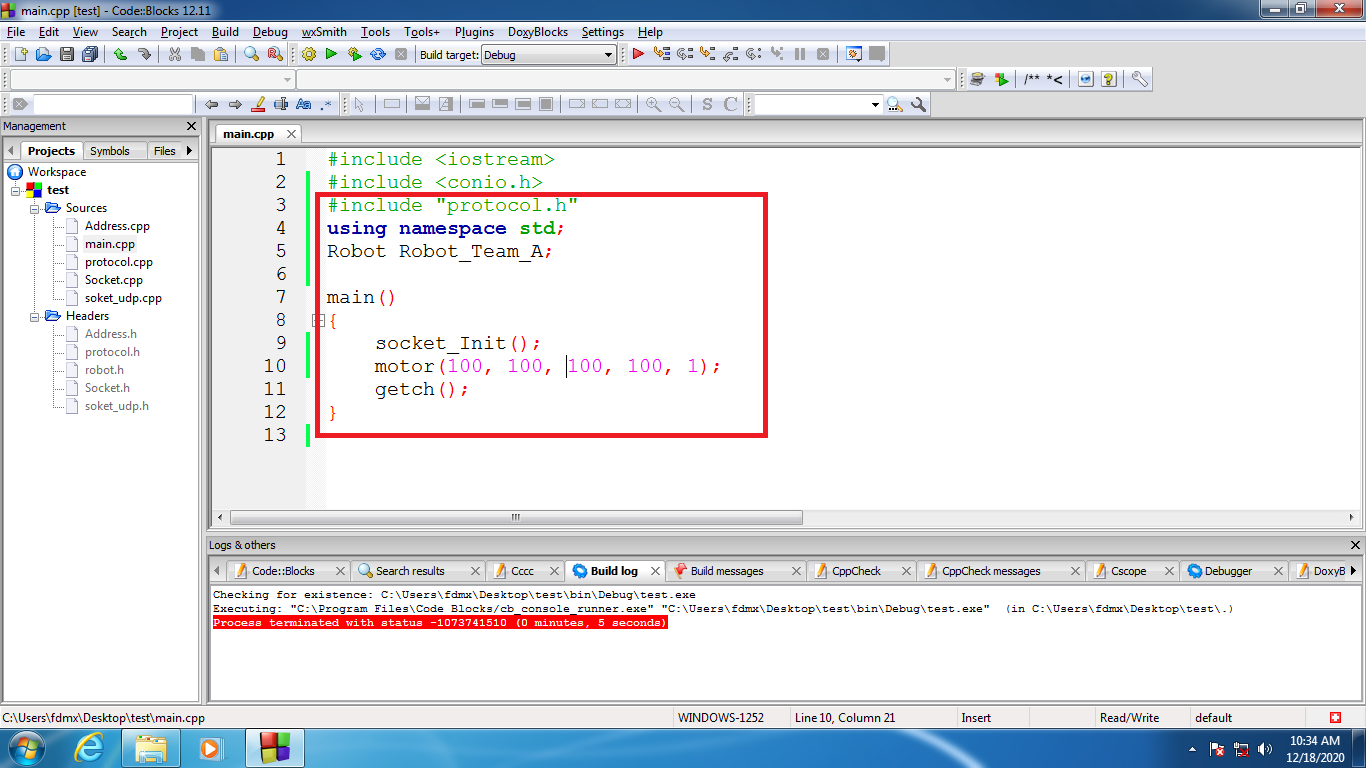 main.cpp [test] - Code::Blocks 12.11
File Edit View Search Project Build Debug wxSmith Tools Tools+ Plugins DoxyBlocks Settings Help
Build target: Debug
/** *<
Aa .*
S C
Management
Projects Symbols Files
main.cpp
Workspace
test
Sources
Address.cpp
main.cpp
protocol.cpp
Socket.cpp
soket_udp.cpp
Headers
Address.h
protocol.h
robot.h
Socket.h
soket_udp.h
1 #include <iostream>
2 #include <conio.h>
3 #include "protocol.h"
4 using namespace std;
5 Robot Robot_Team_A;
6
7 main()
8 {
9 socket_Init();
10 motor(100, 100, 100, 100, 1);
11 getch();
12 }
13
Logs & others
Code::Blocks Search results Cccc Build log Build messages CppCheck CppCheck messages Cscope Debugger DoxyB
Checking for existence: C:\Users\fdmx\Desktop\test\bin\Debug\test.exe
Executing: "C:\Program Files\Code Blocks/cb_console_runner.exe" "C:\Users\fdmx\Desktop\test\bin\Debug\test.exe" (in C:\Users\fdmx\Desktop\test\.)
Process terminated with status -1073741510 (0 minutes, 5 seconds)
C:\Users\fdmx\Desktop\test\main.cpp WINDOWS-1252 Line 10, Column 21 Insert Read/Write default
10:34 AM
12/18/2020